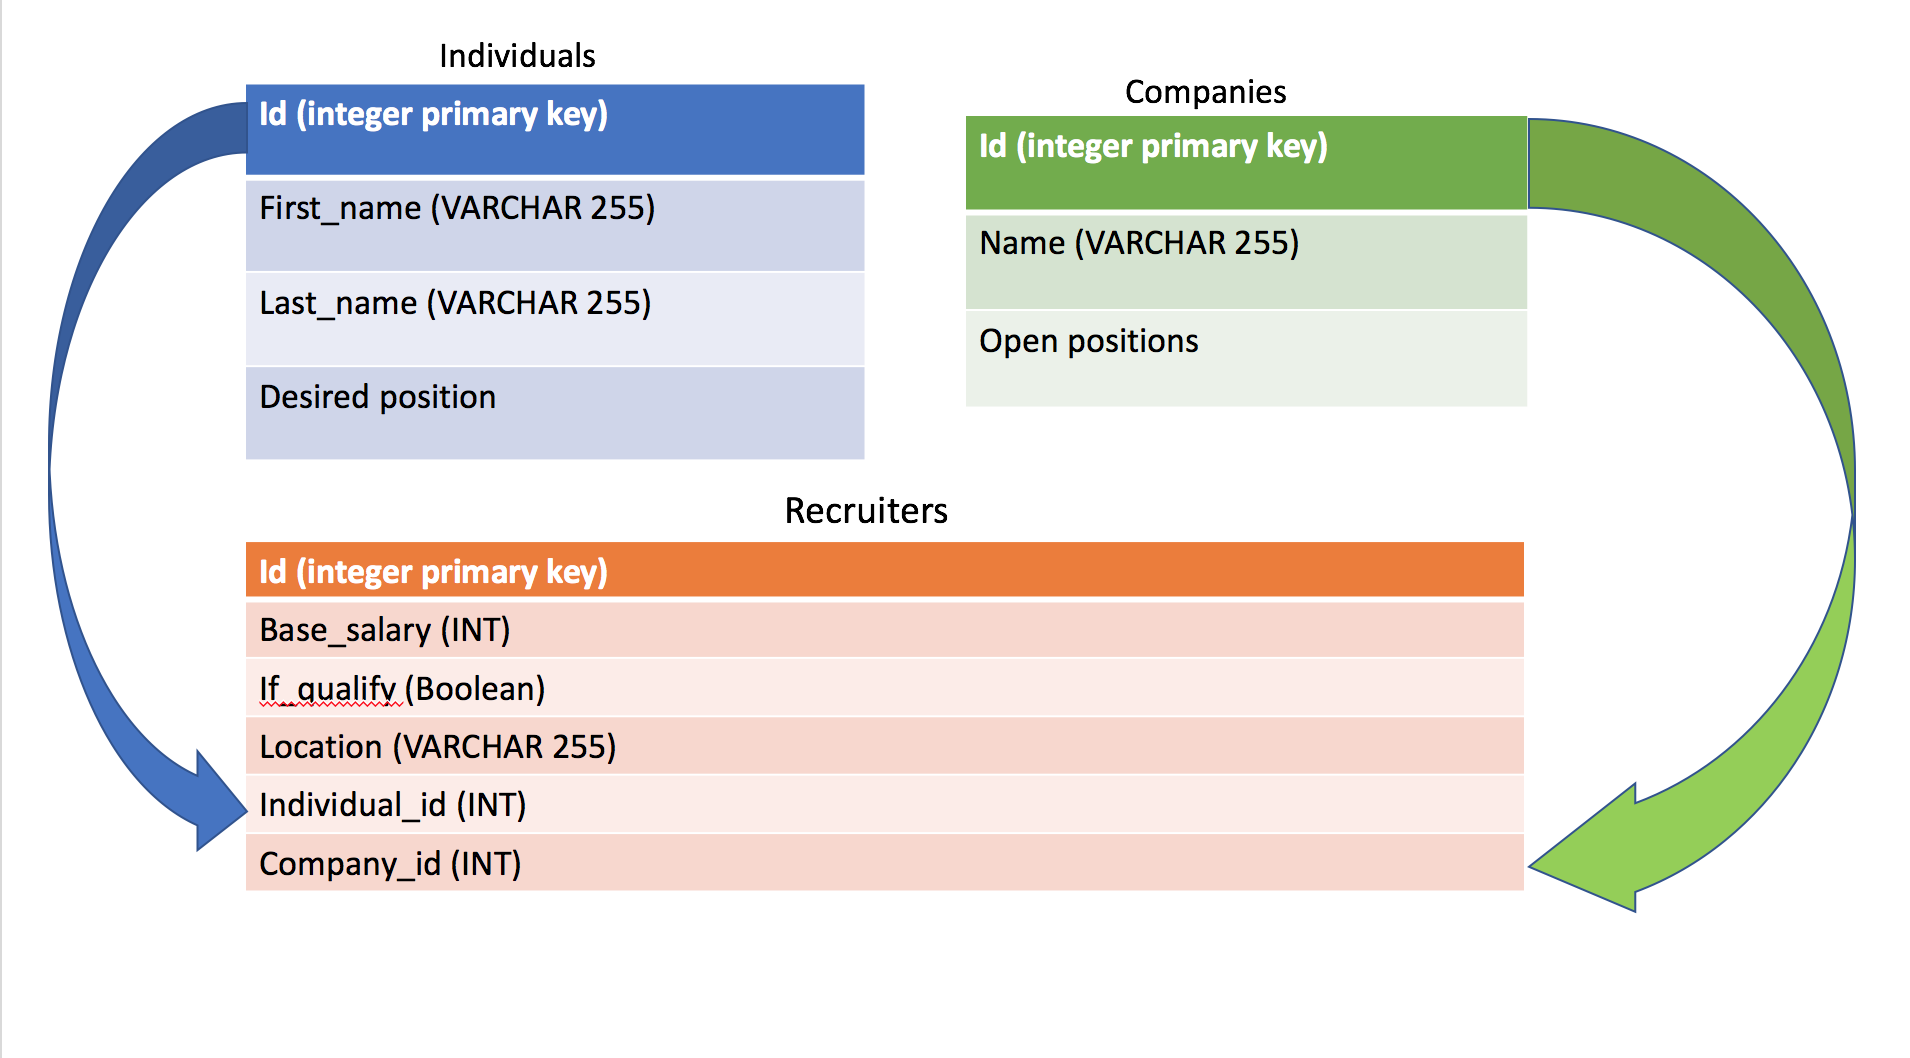 Individuals
Id (integer primary key)
First_name (VARCHAR 255)
Last_name (VARCHAR 255)
Desired position
Companies
Id (integer primary key)
Name (VARCHAR 255)
Open positions
Recruiters
Id (integer primary key)
Base_salary (INT)
If_qualify (Boolean)
Location (VARCHAR 255)
Individual_id (INT)
Company_id (INT)